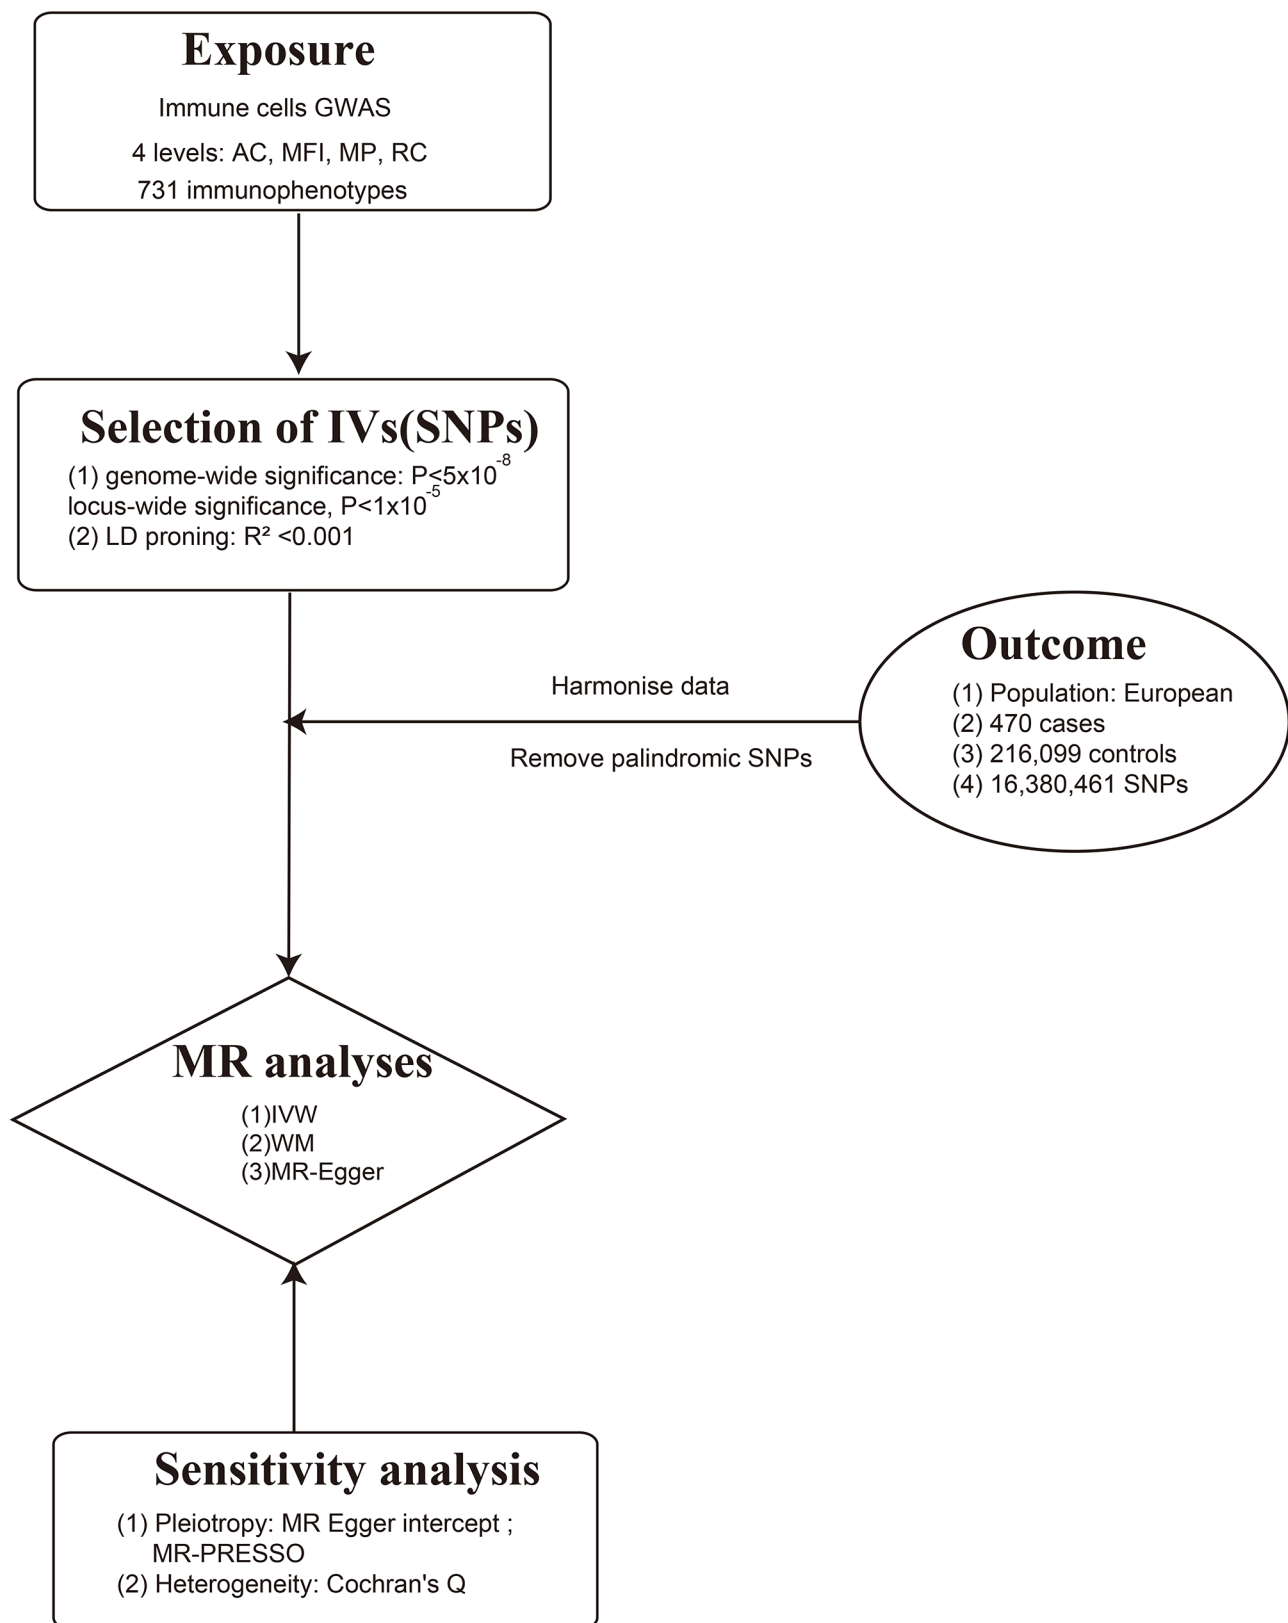 Exposure
Immune cells GWAS
4 levels: AC, MFI, MP, RC
731 immunophenotypes
Selection of IVs(SNPs)
(1) genome-wide significance: P<5x10⁻⁸
locus-wide significance, P<1x10⁻⁵
(2) LD proning: R² <0.001
Outcome
(1) Population: European
(2) 470 cases
(3) 216,099 controls
(4) 16,380,461 SNPs
Harmonise data
Remove palindromic SNPs
MR analyses
(1)IVW
(2)WM
(3)MR-Egger
Sensitivity analysis
(1) Pleiotropy: MR Egger intercept ;
MR-PRESSO
(2) Heterogeneity: Cochran's Q